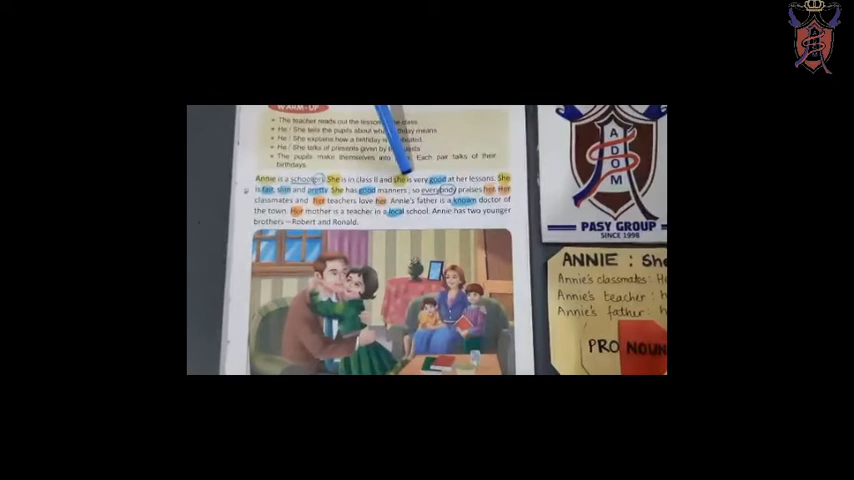 WARM-UP
• The teacher reads out the lesson the class.
• He / She tells the pupils about what birthday means.
• He / She explains how a birthday is celebrated.
• He / She talks of presents given by guests
• The pupils make themselves into Each pair talks of their
birthdays.
Annie is a schoolgirl. She is in class II and she is very good at her lessons. She
is fair, slim and pretty. She has good manners; so everybody praises her. Her
classmates and her teachers love her. Annie's father is a known doctor of
the town. Her mother is a teacher in a local school. Annie has two younger
brothers – Robert and Ronald.
ADOM
PASY GROUP
SINCE 1998
ANNIE : She
Annie's classmates: He
Annie's teacher: h
Annie's father: h
PRONOUN